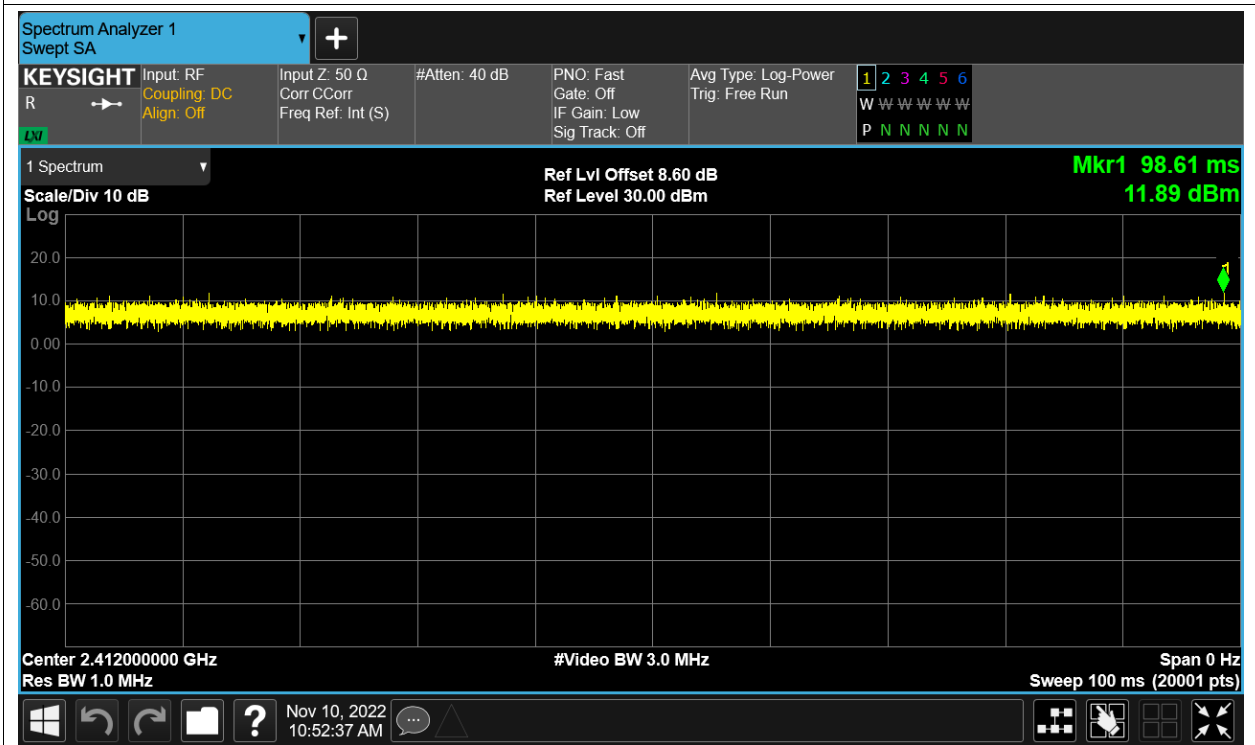 Spectrum Analyzer 1
Swept SA
KEYSIGHT
R
LXI
Input: RF
Coupling: DC
Align: Off
Input Z: 50 Ω
Corr CCorr
Freq Ref: Int (S)
#Atten: 40 dB
PNO: Fast
Gate: Off
IF Gain: Low
Sig Track: Off
Avg Type: Log-Power
Trig: Free Run
1 2 3 4 5 6
W W W W W W
P N N N N N
1 Spectrum
Scale/Div 10 dB
Log
Ref Lvl Offset 8.60 dB
Ref Level 30.00 dBm
Mkr1 98.61 ms
11.89 dBm
20.0
1
10.0
0.00
-10.0
-20.0
-30.0
-40.0
-50.0
-60.0
Center 2.412000000 GHz
Res BW 1.0 MHz
#Video BW 3.0 MHz
Span 0 Hz
Sweep 100 ms (20001 pts)
?
Nov 10, 2022
10:52:37 AM